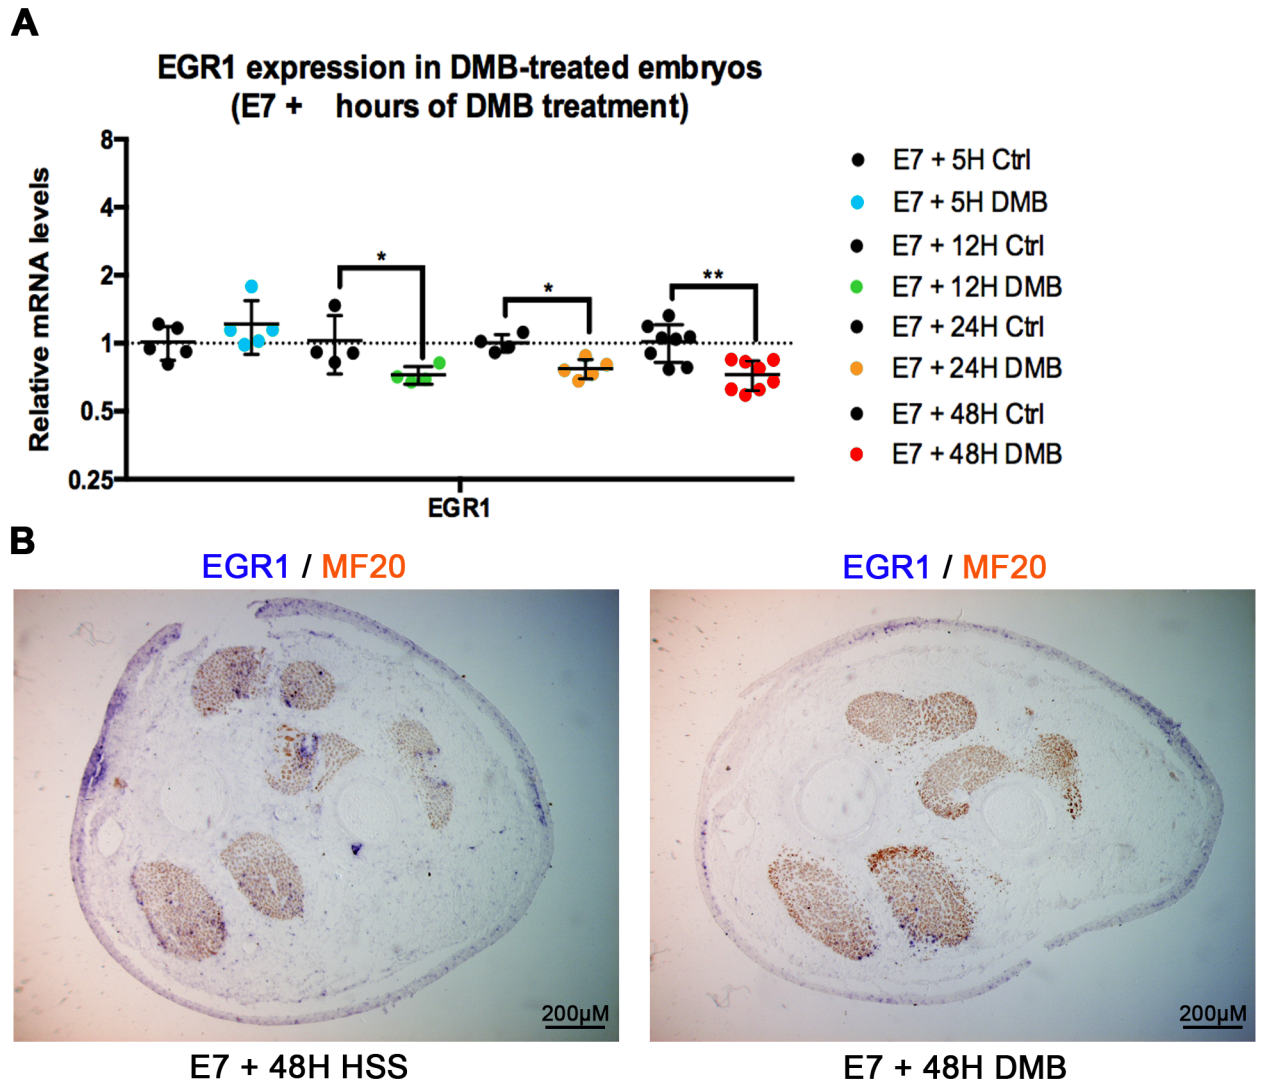 A
EGR1 expression in DMB-treated embryos
(E7 + hours of DMB treatment)
Relative mRNA levels
8
4
2
1
0.5
0.25
*
*
**
EGR1
E7 + 5H Ctrl
E7 + 5H DMB
E7 + 12H Ctrl
E7 + 12H DMB
E7 + 24H Ctrl
E7 + 24H DMB
E7 + 48H Ctrl
E7 + 48H DMB
B
EGR1 / MF20
EGR1 / MF20
200µM
200µM
E7 + 48H HSS
E7 + 48H DMB